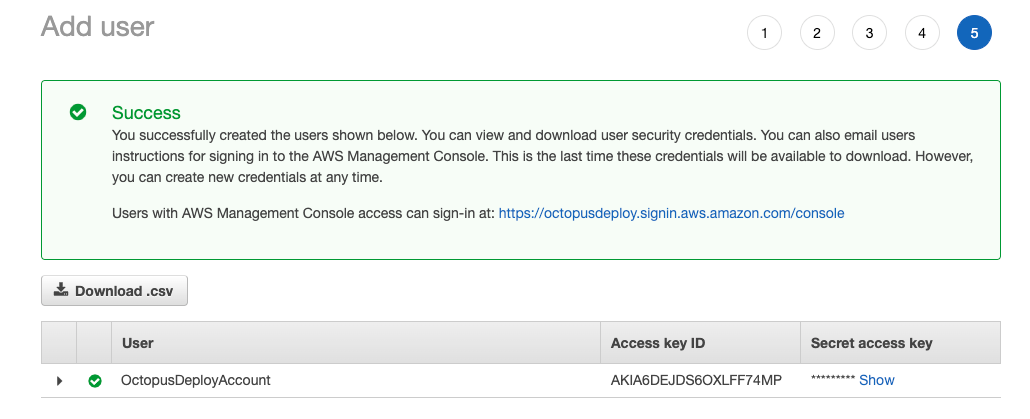 Add user
1 2 3 4 5
Success
You successfully created the users shown below. You can view and download user security credentials. You can also email users
instructions for signing in to the AWS Management Console. This is the last time these credentials will be available to download. However,
you can create new credentials at any time.
Users with AWS Management Console access can sign-in at: https://octopusdeploy.signin.aws.amazon.com/console
Download .csv
User Access key ID Secret access key
OctopusDeployAccount AKIA6DEJDS6OXLFF74MP ********* Show